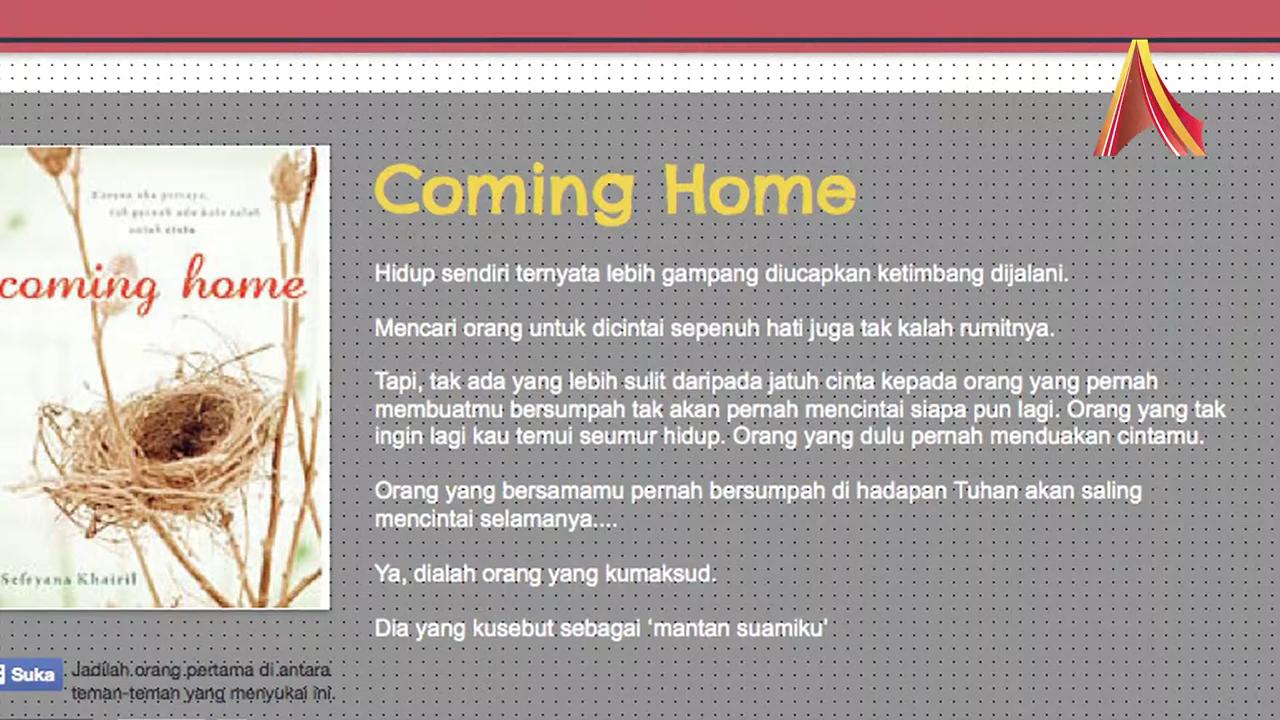 Karena aku percaya,
tak pernah ada kata salah
untuk cinta
coming home
Sefryana Khairil
Suka
Jadilah orang pertama di antara
teman-teman yang menyukai ini.
Coming Home
Hidup sendiri ternyata lebih gampang diucapkan ketimbang dijalani.
Mencari orang untuk dicintai sepenuh hati juga tak kalah rumitnya.
Tapi, tak ada yang lebih sulit daripada jatuh cinta kepada orang yang pernah
membuatmu bersumpah tak akan pernah mencintai siapa pun lagi. Orang yang tak
ingin lagi kau temui seumur hidup. Orang yang dulu pernah menduakan cintamu.
Orang yang bersamamu pernah bersumpah di hadapan Tuhan akan saling
mencintai selamanya....
Ya, dialah orang yang kumaksud.
Dia yang kusebut sebagai ‘mantan suamiku’